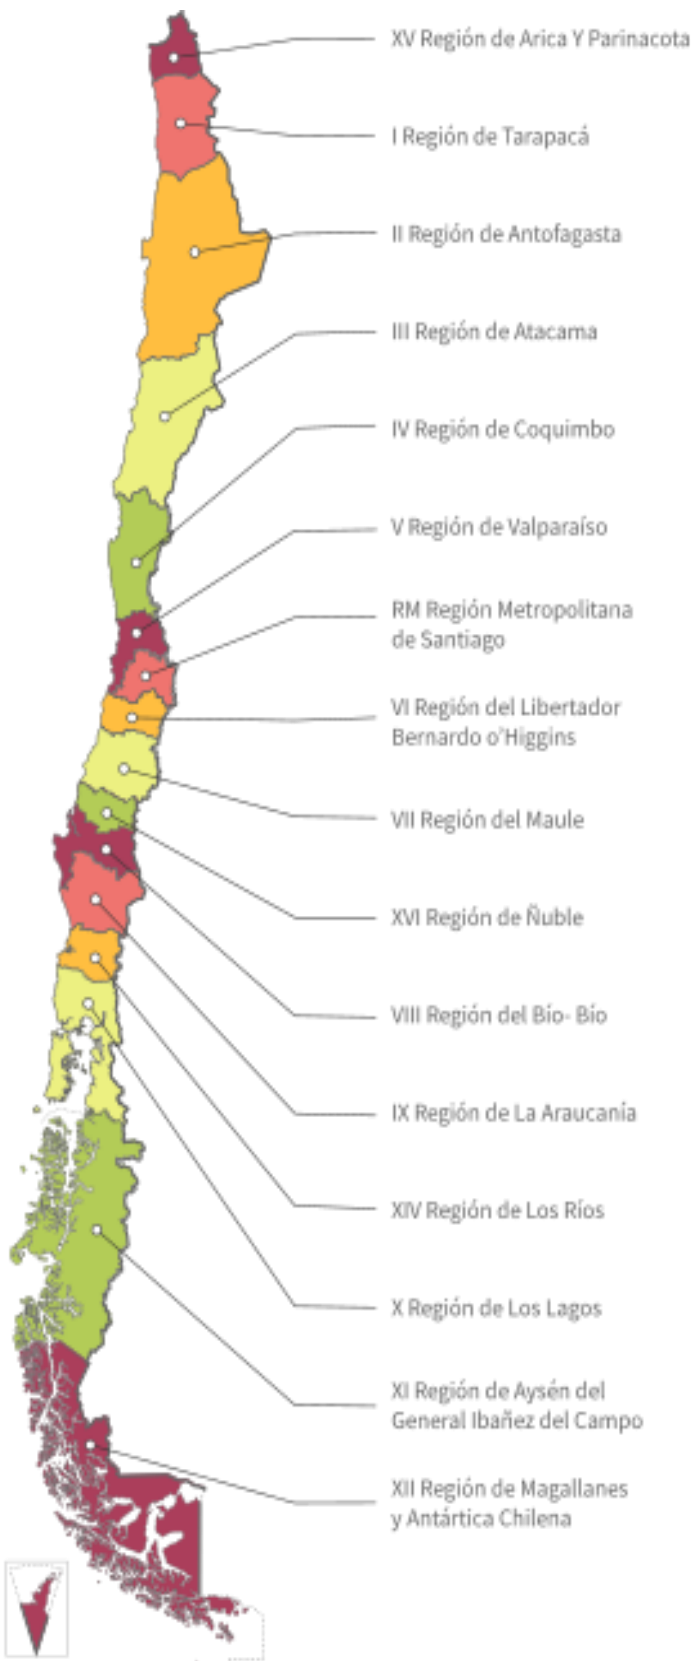 XV Región de Arica Y Parinacota
I Región de Tarapacá
II Región de Antofagasta
III Región de Atacama
IV Región de Coquimbo
V Región de Valparaíso
RM Región Metropolitana
de Santiago
VI Región del Libertador
Bernardo o'Higgins
VII Región del Maule
XVI Región de Ñuble
VIII Región del Bío- Bío
IX Región de La Araucanía
XIV Región de Los Ríos
X Región de Los Lagos
XI Región de Aysén del
General Ibañez del Campo
XII Región de Magallanes
y Antártica Chilena